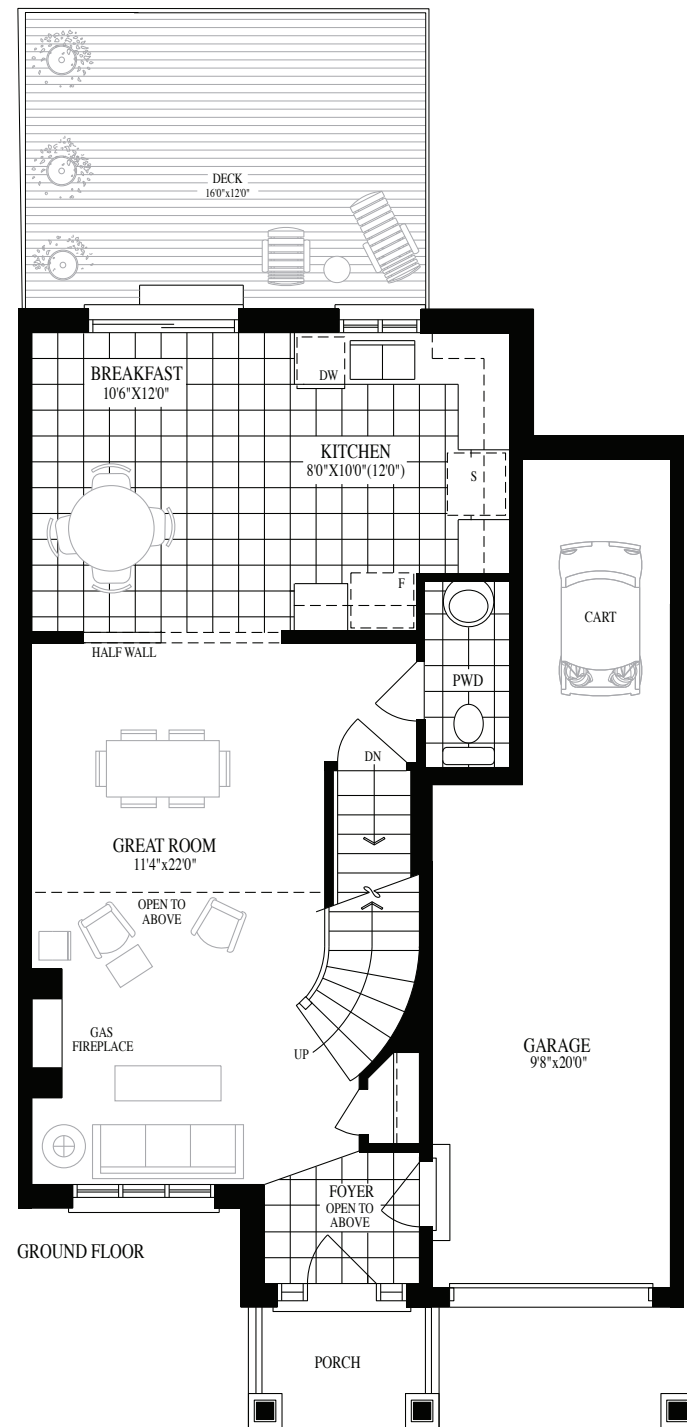 DECK
16'0"x12'0"
BREAKFAST
10'6"X12'0"
DW
KITCHEN
8'0"X10'0"(12'0")
S
F
CART
HALF WALL
PWD
DN
GREAT ROOM
11'4"x22'0"
OPEN TO
ABOVE
GAS
FIREPLACE
UP
GARAGE
9'8"x20'0"
FOYER
OPEN TO
ABOVE
GROUND FLOOR
PORCH